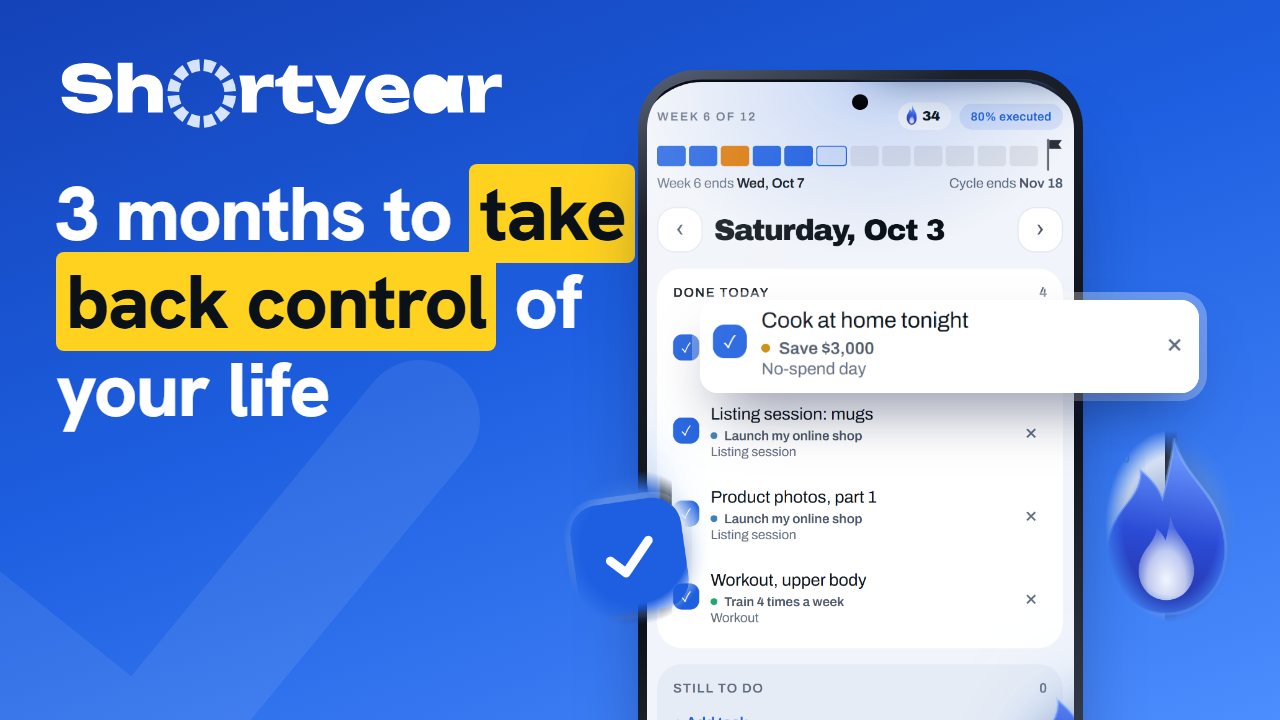 Shortyear
3 months to take
back control of
your life
WEEK 6 OF 12
34
80% executed
Week 6 ends Wed, Oct 7
Cycle ends Nov 18
Saturday, Oct 3
DONE TODAY
4
Cook at home tonight
Save $3,000
No-spend day
Listing session: mugs
Launch my online shop
Listing session
Product photos, part 1
Launch my online shop
Listing session
Workout, upper body
Train 4 times a week
Workout
STILL TO DO
0